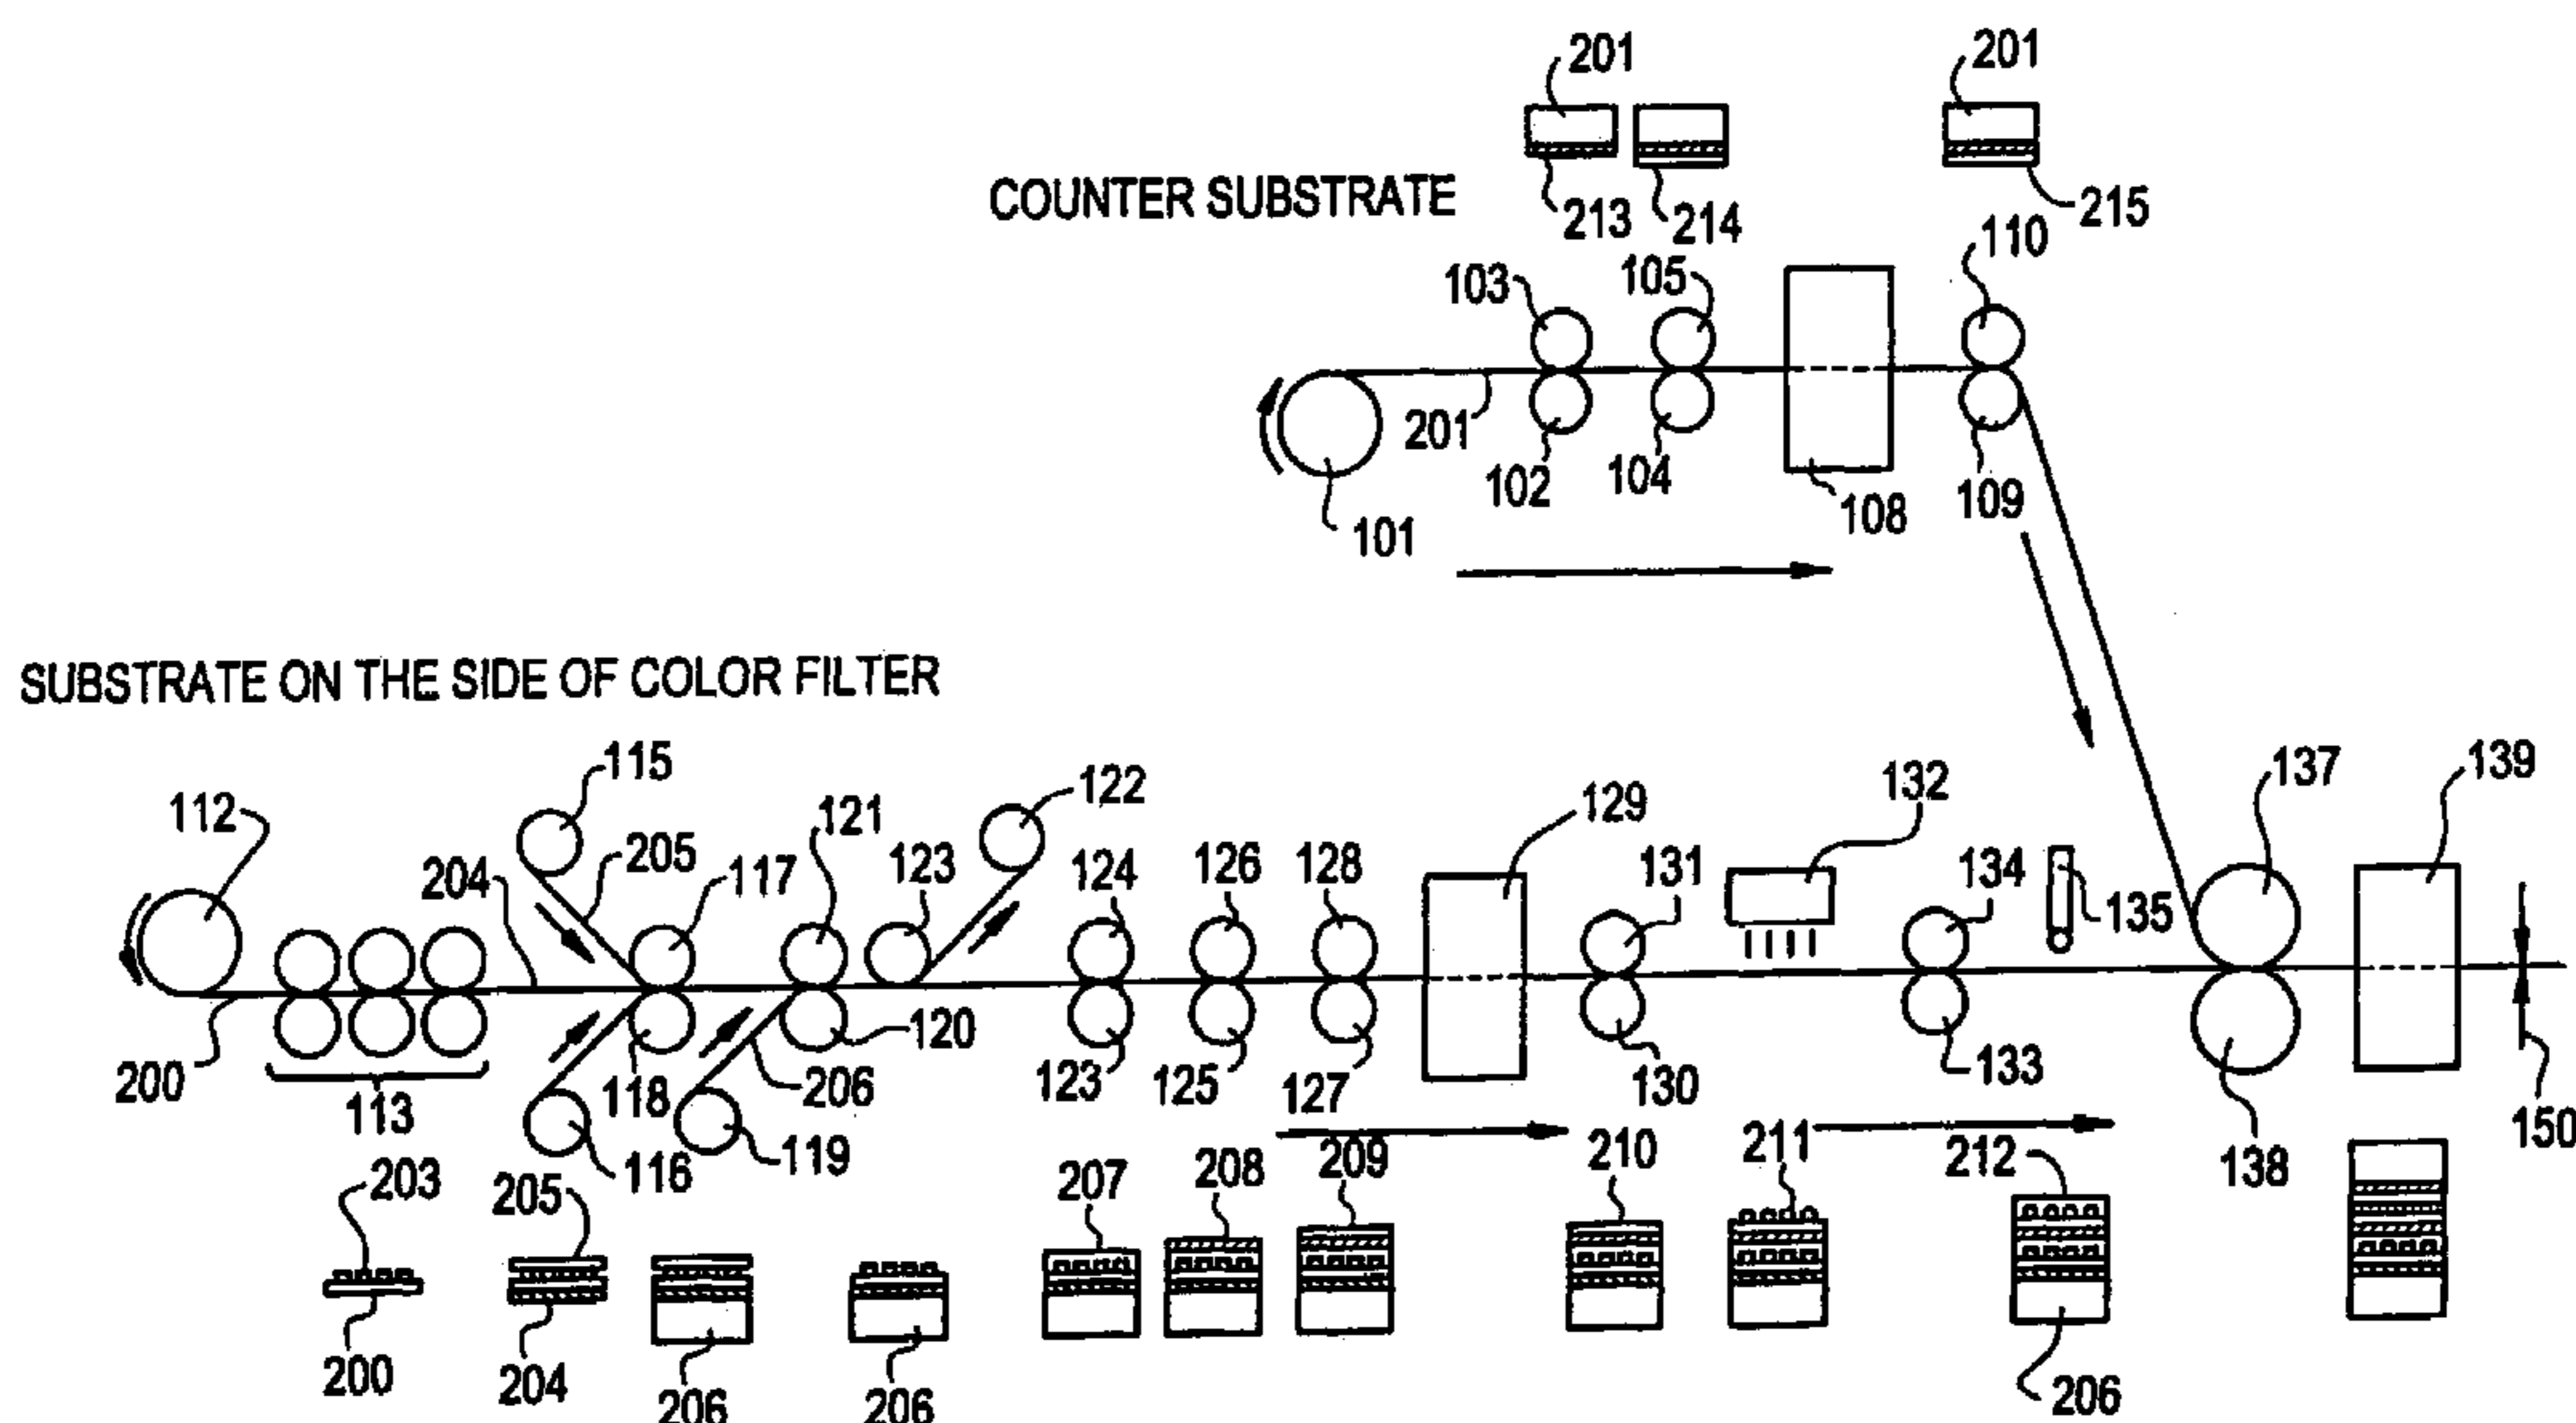 201 201
COUNTER SUBSTRATE
213 214 215
110
103 105
201
102 104 108 109
101
SUBSTRATE ON THE SIDE OF COLOR FILTER
115 122 132 137 139
112 205 121 129
204 117 123 124 126 128 131 134 135
200 113 118 206 120 123 125 127 130 133
116 119 150
203 205 207 208 209 210 211 212 138
200 204 206 206 206